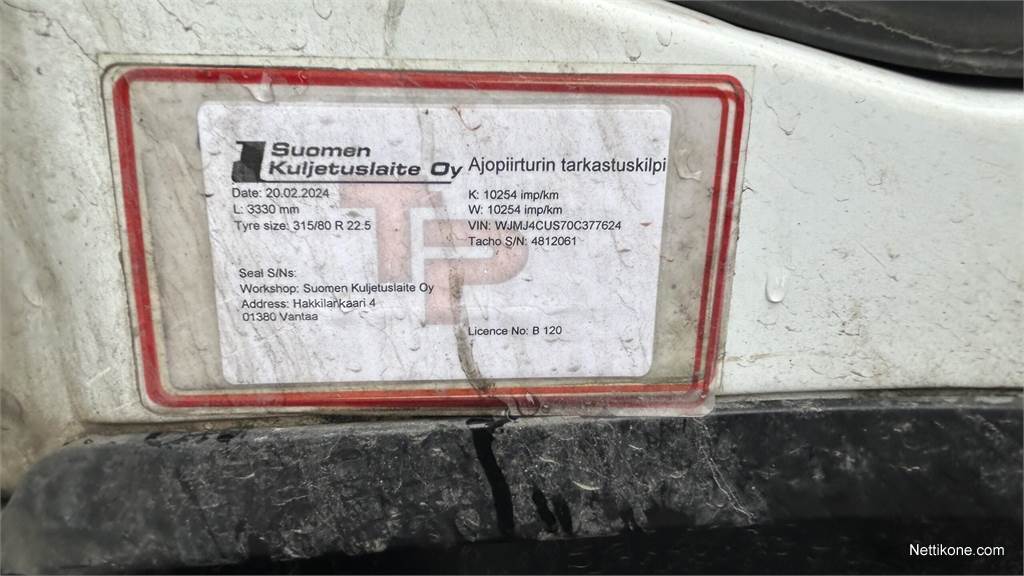 Suomen
Kuljetuslaite Oy
Ajopiirturin tarkastuskilpi
Date: 20.02.2024
L: 3330 mm
Tyre size: 315/80 R 22.5
K: 10254 imp/km
W: 10254 imp/km
VIN: WJMJ4CUS70C377624
Tacho S/N: 4812061
TP
Seal S/Ns:
Workshop: Suomen Kuljetuslaite Oy
Address: Hakkilankaari 4
01380 Vantaa
Licence No: B 120
Nettikone.com